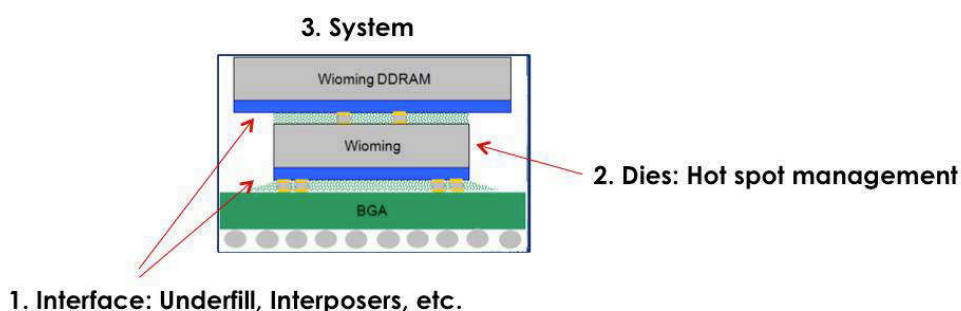 3. System
Wioming DDRAM
Wioming
2. Dies: Hot spot management
BGA
1. Interface: Underfill, Interposers, etc.